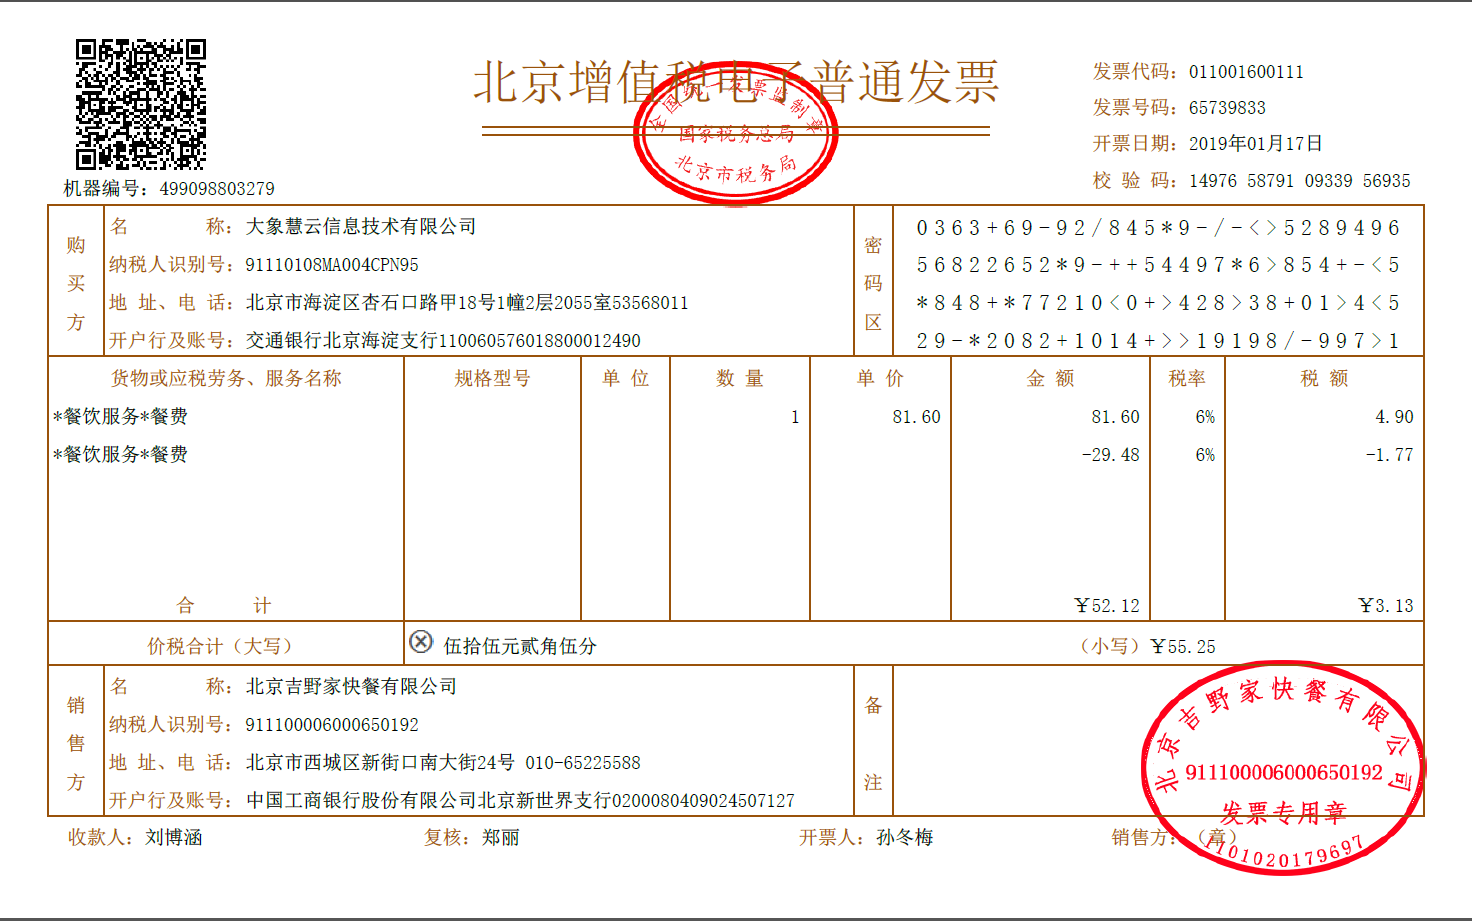 北京增值税电子普通发票
全国统一发票监制章
国家税务总局
北京市税务局
发票代码：011001600111
发票号码：65739833
开票日期：2019年01月17日
校 验 码：14976 58791 09339 56935
机器编号：499098803279
购买方
名 称：大象慧云信息技术有限公司
纳税人识别号：91110108MA004CPN95
地 址、电 话：北京市海淀区杏石口路甲18号1幢2层2055室53568011
开户行及账号：交通银行北京海淀支行110060576018800012490
密码区
0363+69-92/845*9-/-<>5289496
56822652*9-++54497*6>854+-<5
*848+*77210<0+>428>38+01>4<5
29-*2082+1014+>>19198/-997>1
货物或应税劳务、服务名称 规格型号 单 位 数 量 单 价 金 额 税率 税 额
*餐饮服务*餐费 1 81.60 81.60 6% 4.90
*餐饮服务*餐费 -29.48 6% -1.77
合 计 ￥52.12 ￥3.13
价税合计（大写） ⊗ 伍拾伍元贰角伍分 （小写）￥55.25
销售方
名 称：北京吉野家快餐有限公司
纳税人识别号：911100006000650192
地 址、电 话：北京市西城区新街口南大街24号 010-65225588
开户行及账号：中国工商银行股份有限公司北京新世界支行0200080409024507127
备注
北京吉野家快餐有限公司
911100006000650192
发票专用章
1101020179697
收款人：刘博涵 复核：郑丽 开票人：孙冬梅 销售方：（章）